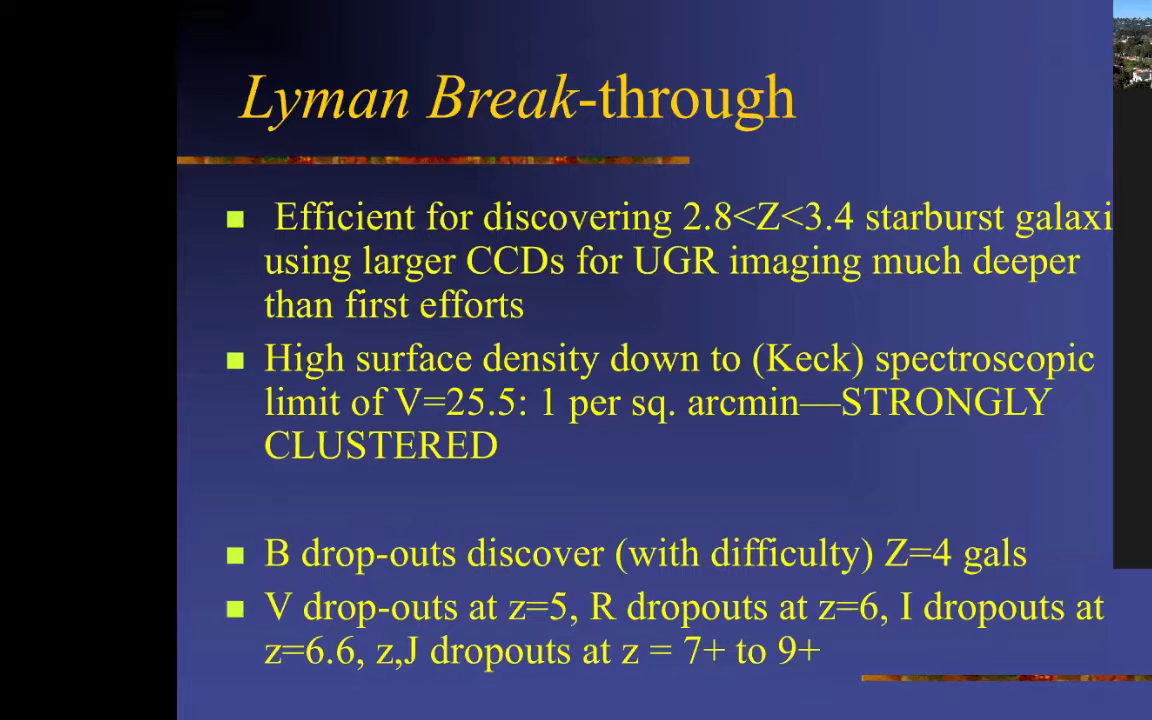 Lyman Break-through
Efficient for discovering 2.8<Z<3.4 starburst galaxi
using larger CCDs for UGR imaging much deeper
than first efforts
High surface density down to (Keck) spectroscopic
limit of V=25.5: 1 per sq. arcmin—STRONGLY
CLUSTERED
B drop-outs discover (with difficulty) Z=4 gals
V drop-outs at z=5, R dropouts at z=6, I dropouts at
z=6.6, z,J dropouts at z = 7+ to 9+